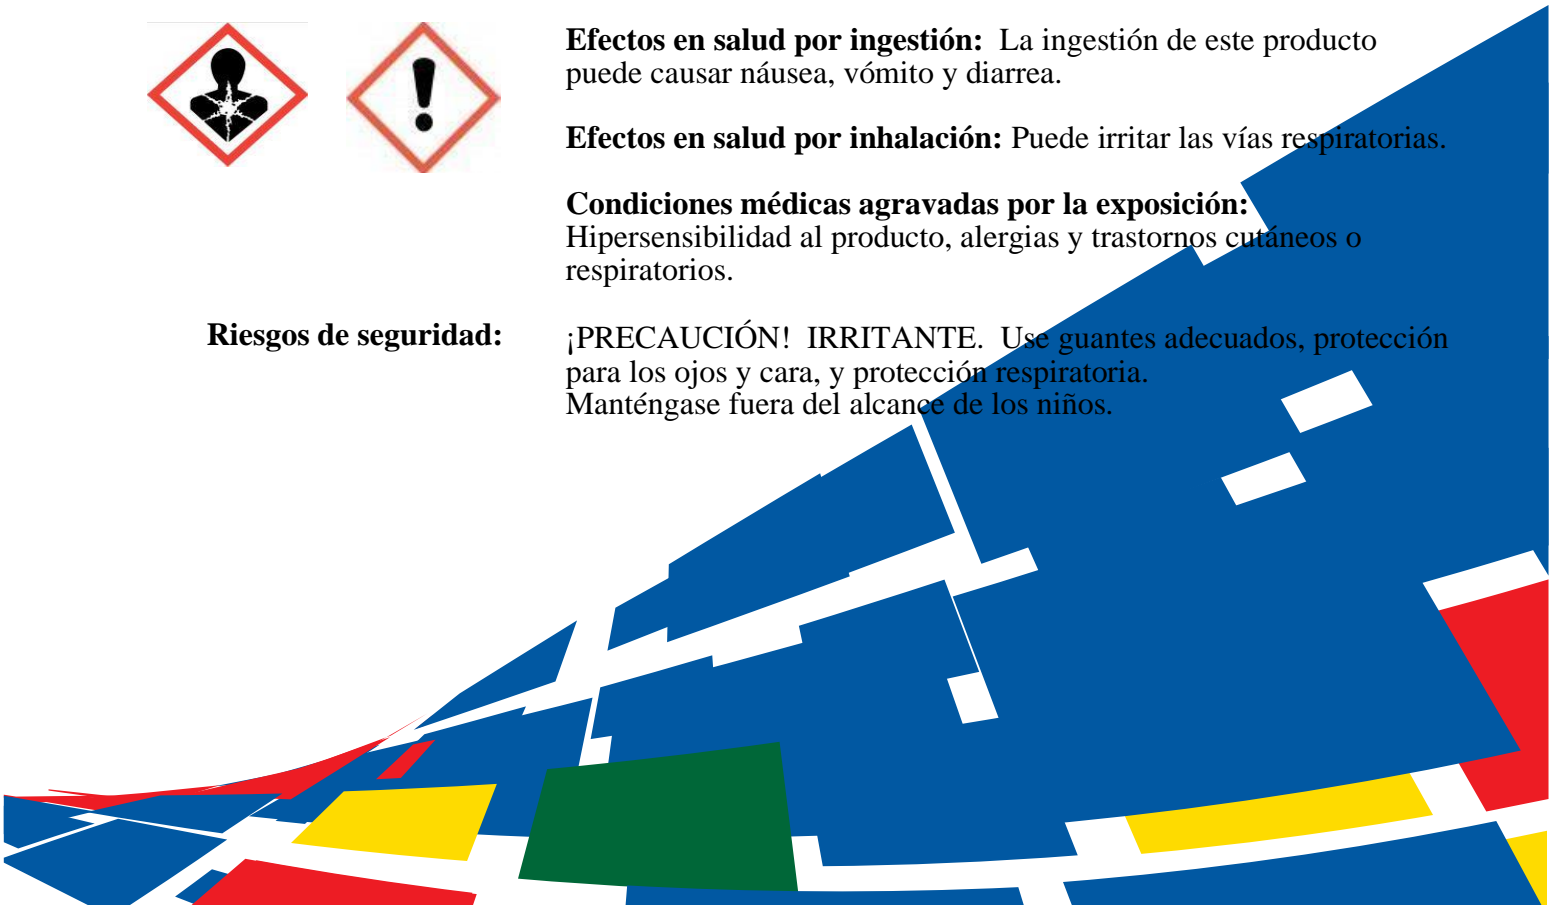 Efectos en salud por ingestión: La ingestión de este producto
puede causar náusea, vómito y diarrea.
Efectos en salud por inhalación: Puede irritar las vías respiratorias.
Condiciones médicas agravadas por la exposición:
Hipersensibilidad al producto, alergias y trastornos cutáneos o
respiratorios.
Riesgos de seguridad: ¡PRECAUCIÓN! IRRITANTE. Use guantes adecuados, protección
para los ojos y cara, y protección respiratoria.
Manténgase fuera del alcance de los niños.